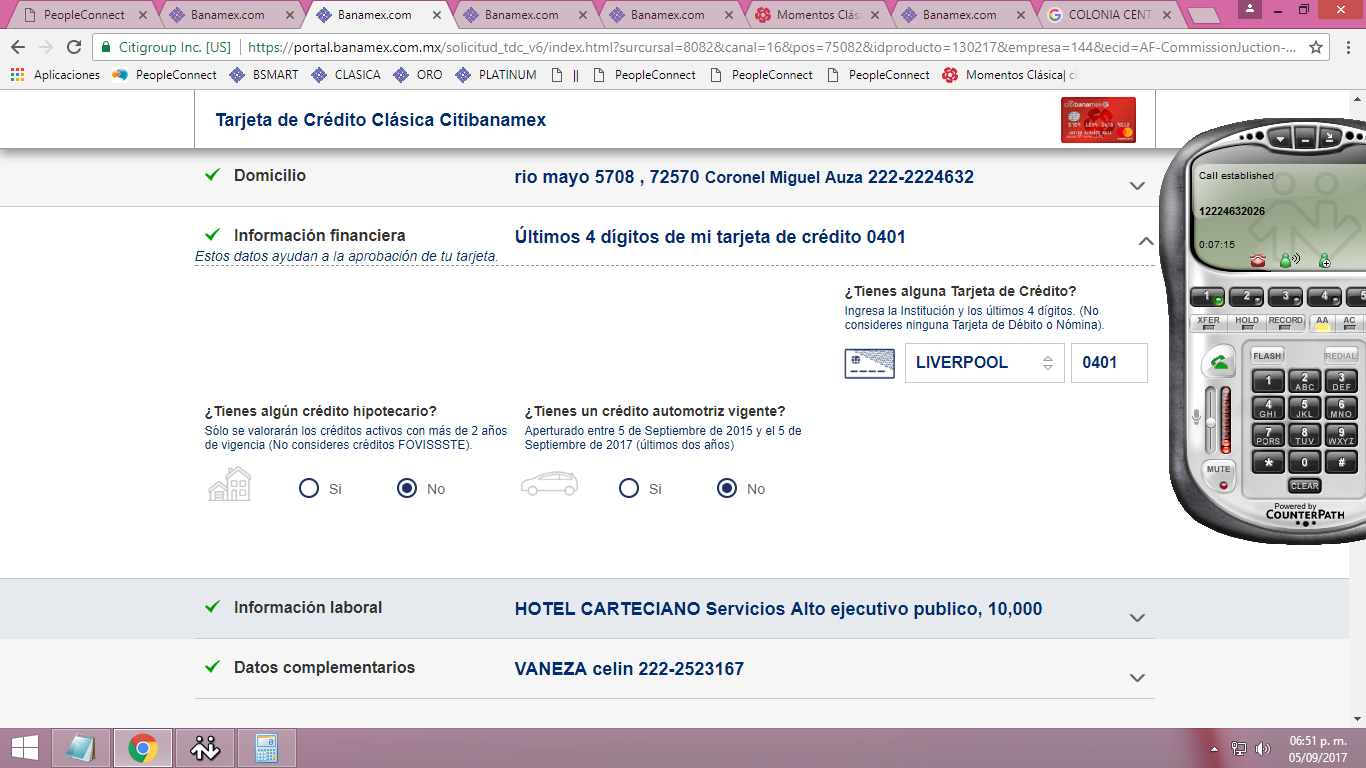 PeopleConnect
Banamex.com
Banamex.com
Banamex.com
Banamex.com
Momentos Clás
Banamex.com
COLONIA CENT
Citigroup Inc. [US]
https://portal.banamex.com.mx/solicitud_tdc_v6/index.html?surcursal=8082&canal=16&pos=75082&idproducto=130217&empresa=144&ecid=AF-CommissionJuction-...
Aplicaciones
PeopleConnect
BSMART
CLASICA
ORO
PLATINUM
||
PeopleConnect
PeopleConnect
PeopleConnect
Momentos Clásica| ci
Tarjeta de Crédito Clásica Citibanamex
citibanamex
Domicilio
rio mayo 5708 , 72570 Coronel Miguel Auza 222-2224632
Información financiera
Últimos 4 dígitos de mi tarjeta de crédito 0401
Estos datos ayudan a la aprobación de tu tarjeta.
¿Tienes alguna Tarjeta de Crédito?
Ingresa la Institución y los últimos 4 dígitos. (No
consideres ninguna Tarjeta de Débito o Nómina).
LIVERPOOL
0401
¿Tienes algún crédito hipotecario?
Sólo se valorarán los créditos activos con más de 2 años
de vigencia (No consideres créditos FOVISSSTE).
Si
No
¿Tienes un crédito automotriz vigente?
Aperturado entre 5 de Septiembre de 2015 y el 5 de
Septiembre de 2017 (últimos dos años)
Si
No
Información laboral
HOTEL CARTECIANO Servicios Alto ejecutivo publico, 10,000
Datos complementarios
VANEZA celin 222-2523167
Call established
12224632026
0:07:15
1 2 3 4 5
XFER HOLD RECORD AA AC
FLASH
REDIAL
1 2 ABC 3 DEF
4 GHI 5 JKL 6 MNO
7 PQRS 8 TUV 9 WXYZ
* 0 #
MUTE
CLEAR
Powered by
COUNTERPATH
06:51 p. m.
05/09/2017